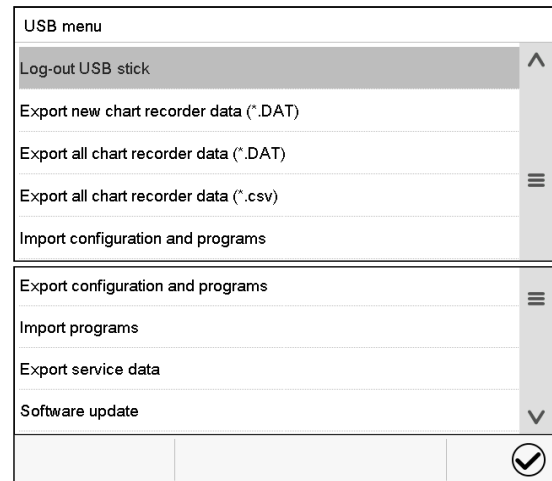 USB menu
Log-out USB stick
Export new chart recorder data (*.DAT)
Export all chart recorder data (*.DAT)
Export all chart recorder data (*.csv)
Import configuration and programs
Export configuration and programs
Import programs
Export service data
Software update